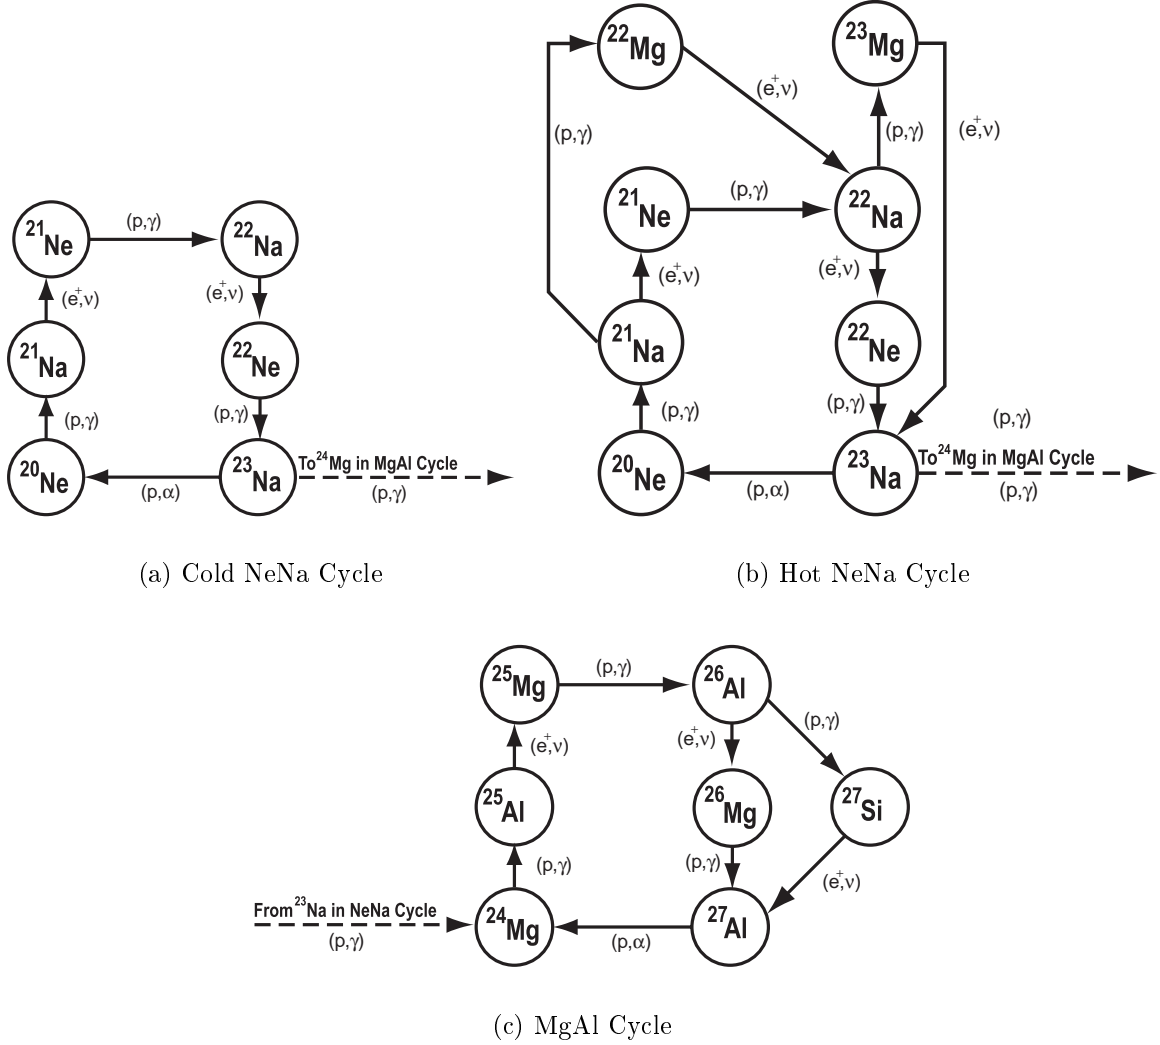 21Ne
(p,γ)
22Na
(e+,ν)
(e+,ν)
21Na
22Ne
(p,γ)
(p,γ)
20Ne
(p,α)
23Na
To 24Mg in MgAl Cycle
(p,γ)
(a) Cold NeNa Cycle
22Mg
23Mg
(e+,ν)
(p,γ)
(p,γ)
(e+,ν)
21Ne
(p,γ)
22Na
(e+,ν)
(e+,ν)
21Na
22Ne
(p,γ)
(p,γ)
(p,γ)
20Ne
(p,α)
23Na
To 24Mg in MgAl Cycle
(p,γ)
(b) Hot NeNa Cycle
25Mg
(p,γ)
26Al
(p,γ)
(e+,ν)
(e+,ν)
25Al
26Mg
27Si
(p,γ)
(p,γ)
(e+,ν)
From 23Na in NeNa Cycle
(p,γ)
24Mg
(p,α)
27Al
(c) MgAl Cycle